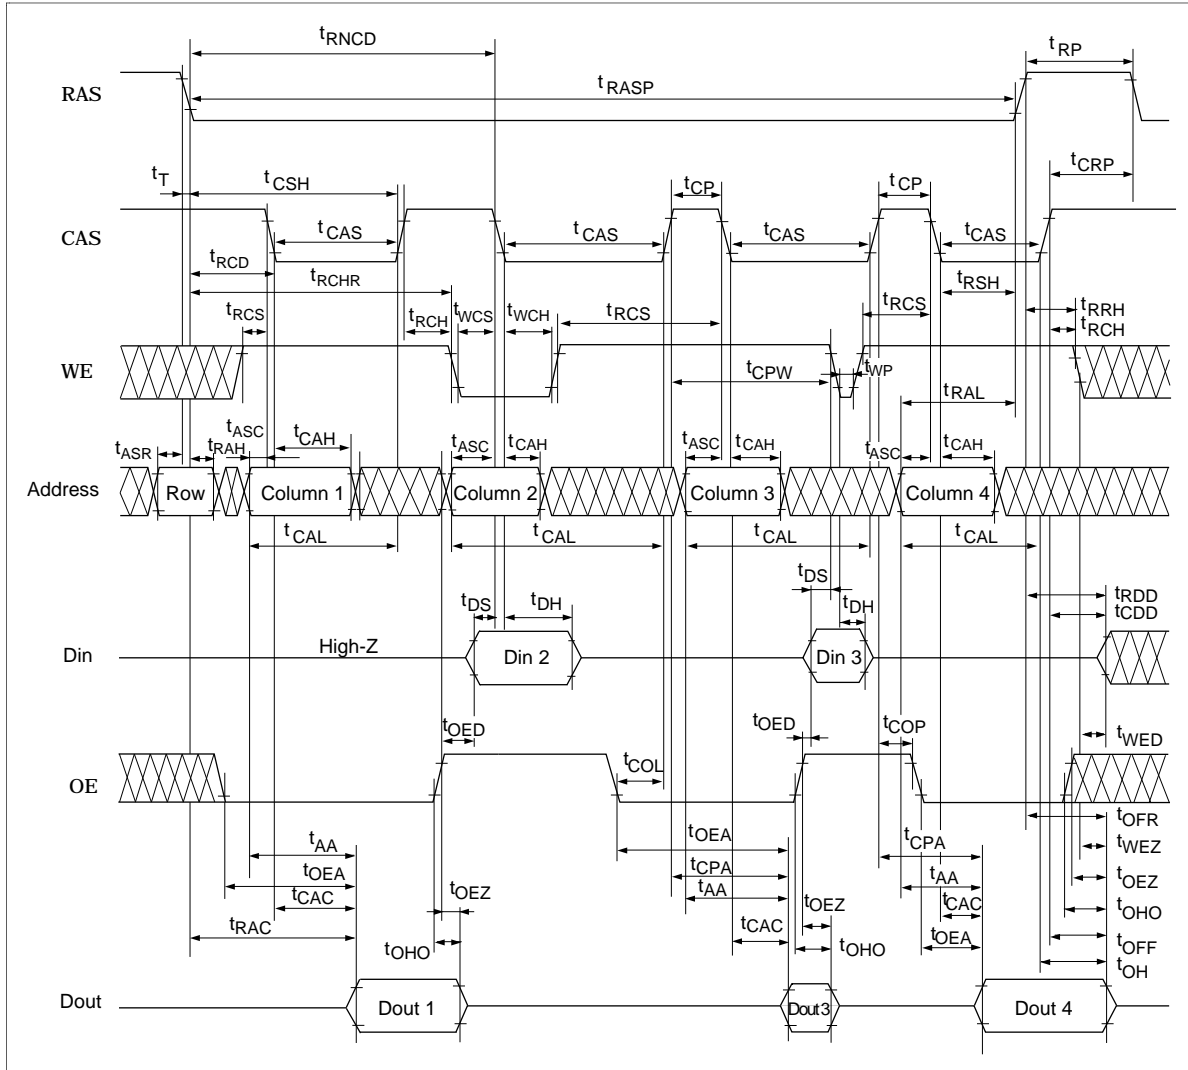 tRNCD
tRP
RAS
tRASP
tT
tCSH
tCP
tCP
tCRP
CAS
tCAS
tCAS
tCAS
tCAS
tRCD
tRCHR
tRSH
tRCS
tRCH
tWCS
tWCH
tRCS
tRCS
tRRH
tRCH
WE
tCPW
tWP
tRAL
tASR
tRAH
tASC
tCAH
tASC
tCAH
tASC
tCAH
tASC
tCAH
Address
Row
Column 1
Column 2
Column 3
Column 4
tCAL
tCAL
tCAL
tCAL
tDS
tDH
tDS
tDH
tRDD
tCDD
Din
High-Z
Din 2
Din 3
tOED
tOED
tCOP
tWED
OE
tCOL
tOFR
tAA
tOEA
tCPA
tWEZ
tOEA
tCPA
tAA
tOEZ
tCAC
tOEZ
tAA
tOEZ
tCAC
tOHO
tRAC
tOHO
tCAC
tOHO
tOEA
tOFF
tOH
Dout
Dout 1
Dout3
Dout 4